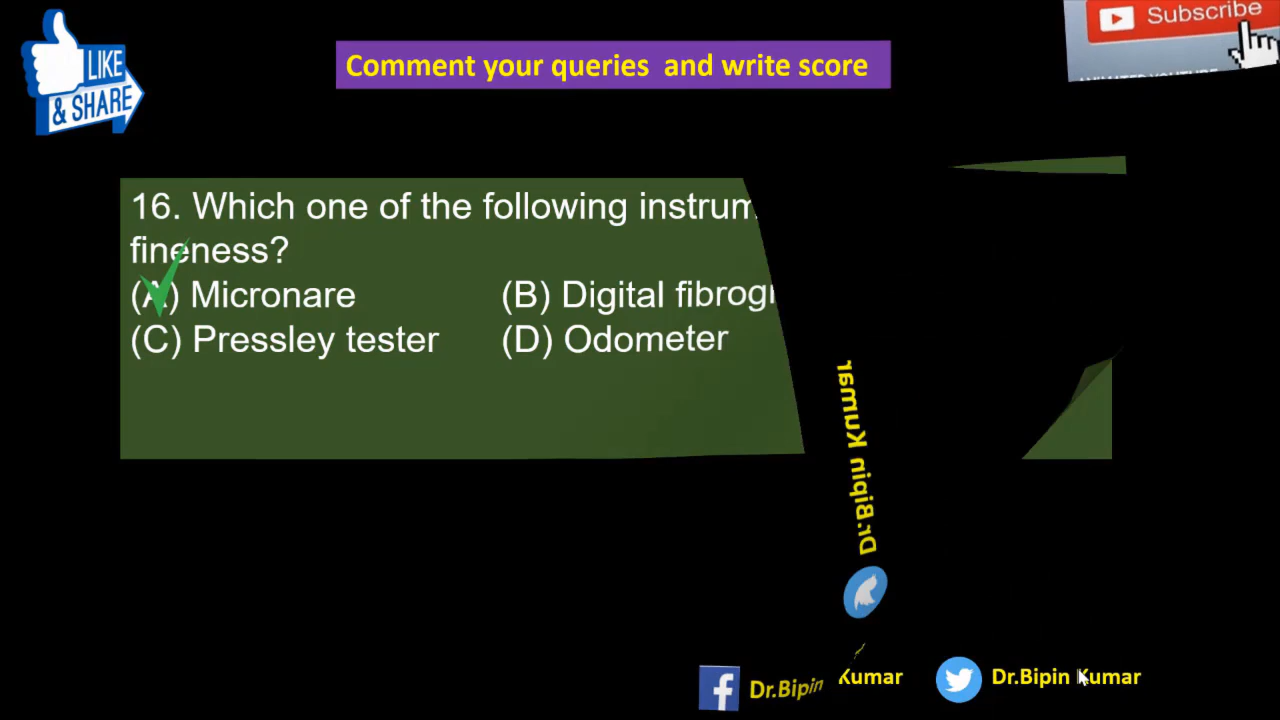 LIKE
& SHARE
Subscribe
Comment your queries and write score
16. Which one of the following instrum
fineness?
(A) Micronare (B) Digital fibrog
(C) Pressley tester (D) Odometer
Dr.Bipin Kumar
Dr.Bipin Kumar
Dr.Bipin Kumar